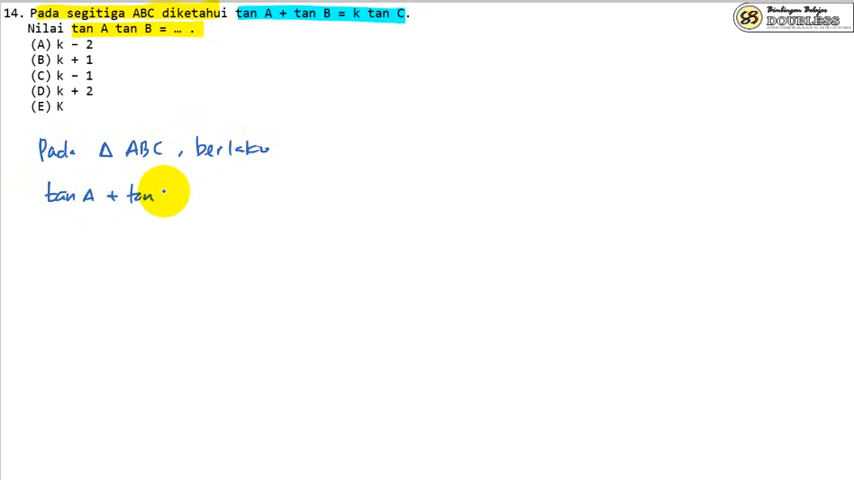 14. Pada segitiga ABC diketahui tan A + tan B = k tan C.
Nilai tan A tan B = … .
(A) k - 2
(B) k + 1
(C) k - 1
(D) k + 2
(E) K
Bimbingan Belajar
DOUBLESS
Pada Δ ABC , berlaku
tan A + tan